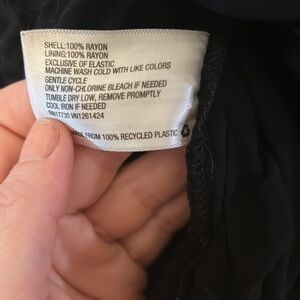 SHELL:100% RAYON
LINING:100% RAYON
EXCLUSIVE OF ELASTIC
MACHINE WASH COLD WITH LIKE COLORS
GENTLE CYCLE
ONLY NON-CHLORINE BLEACH IF NEEDED
TUMBLE DRY LOW, REMOVE PROMPTLY
COOL IRON IF NEEDED
RN17730 VN1261424
MADE FROM 100% RECYCLED PLASTIC